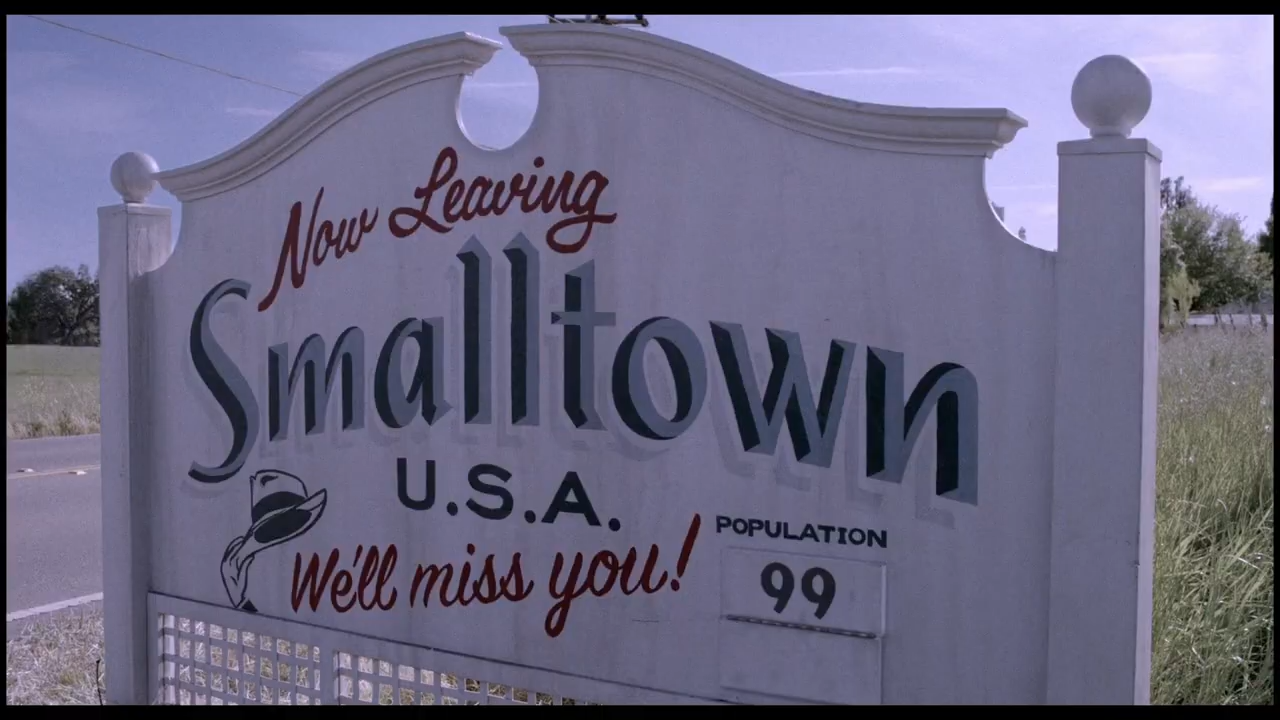 Now Leaving
Smalltown
U.S.A.
We'll miss you!
POPULATION
99